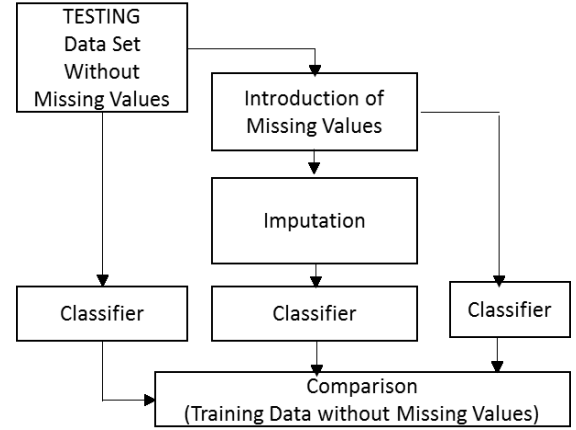 TESTING
Data Set
Without
Missing Values
Introduction of
Missing Values
Imputation
Classifier
Classifier
Classifier
Comparison
(Training Data without Missing Values)